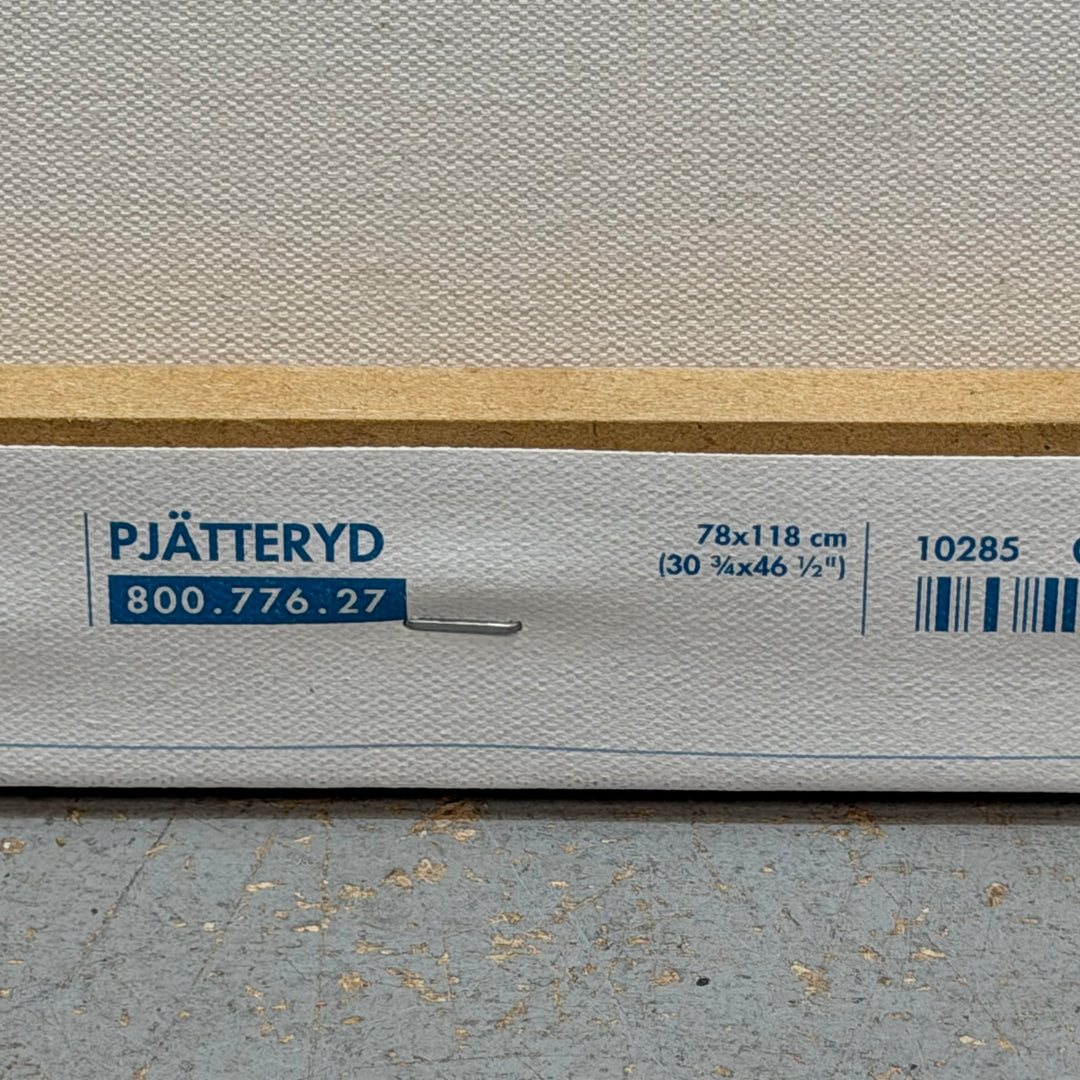 PJÄTTERYD
800.776.27
78x118 cm
(30 ¾x46 ½")
10285